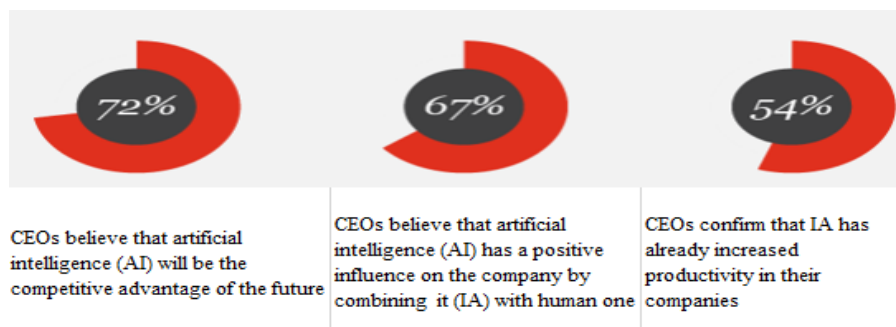 72%
67%
54%
CEOs believe that artificial
intelligence (AI) will be the
competitive advantage of the future
CEOs believe that artificial
intelligence (AI) has a positive
influence on the company by
combining it (IA) with human one
CEOs confirm that IA has
already increased
productivity in their
companies